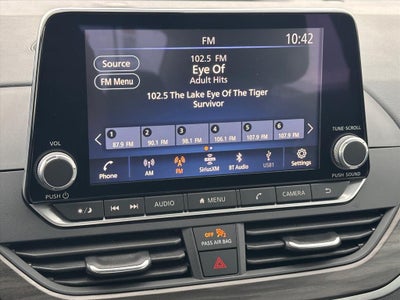 FM
10:42
Source
FM Menu
102.5 FM
Eye Of
Adult Hits
102.5 The Lake Eye Of The Tiger
Survivor
1 2 3 4 5 6
87.9 FM 90.1 FM 98.1 FM 106.1 FM 107.9 FM 107.9 FM
Phone AM FM SiriusXM BT Audio USB1 Settings
VOL
PUSH
TUNE·SCROLL
PUSH SOUND
AUDIO MENU CAMERA
OFF
PASS AIR BAG